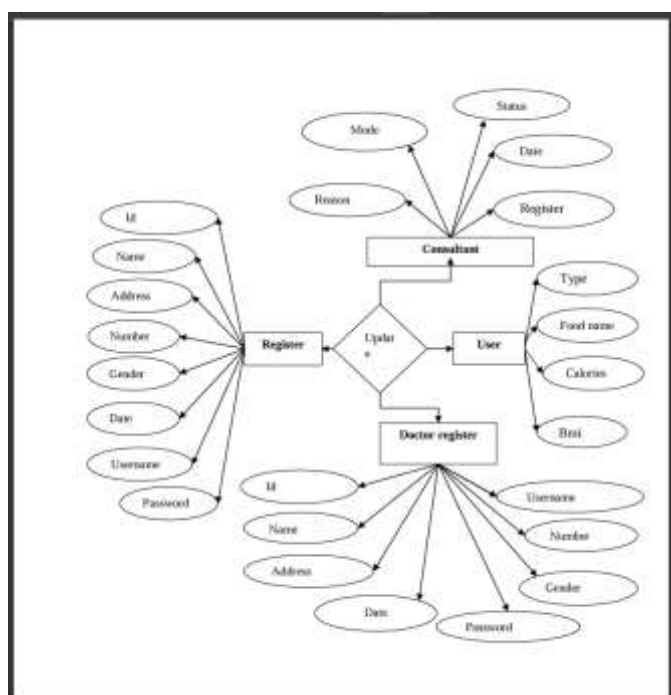 Status
Mode
Date
Reason
Register
Consultant
Id
Name
Address
Number
Gender
Date
Username
Password
Register
Updat
e
User
Type
Food name
Calories
Bmi
Doctor register
Id
Name
Address
Date
Password
Gender
Number
Username